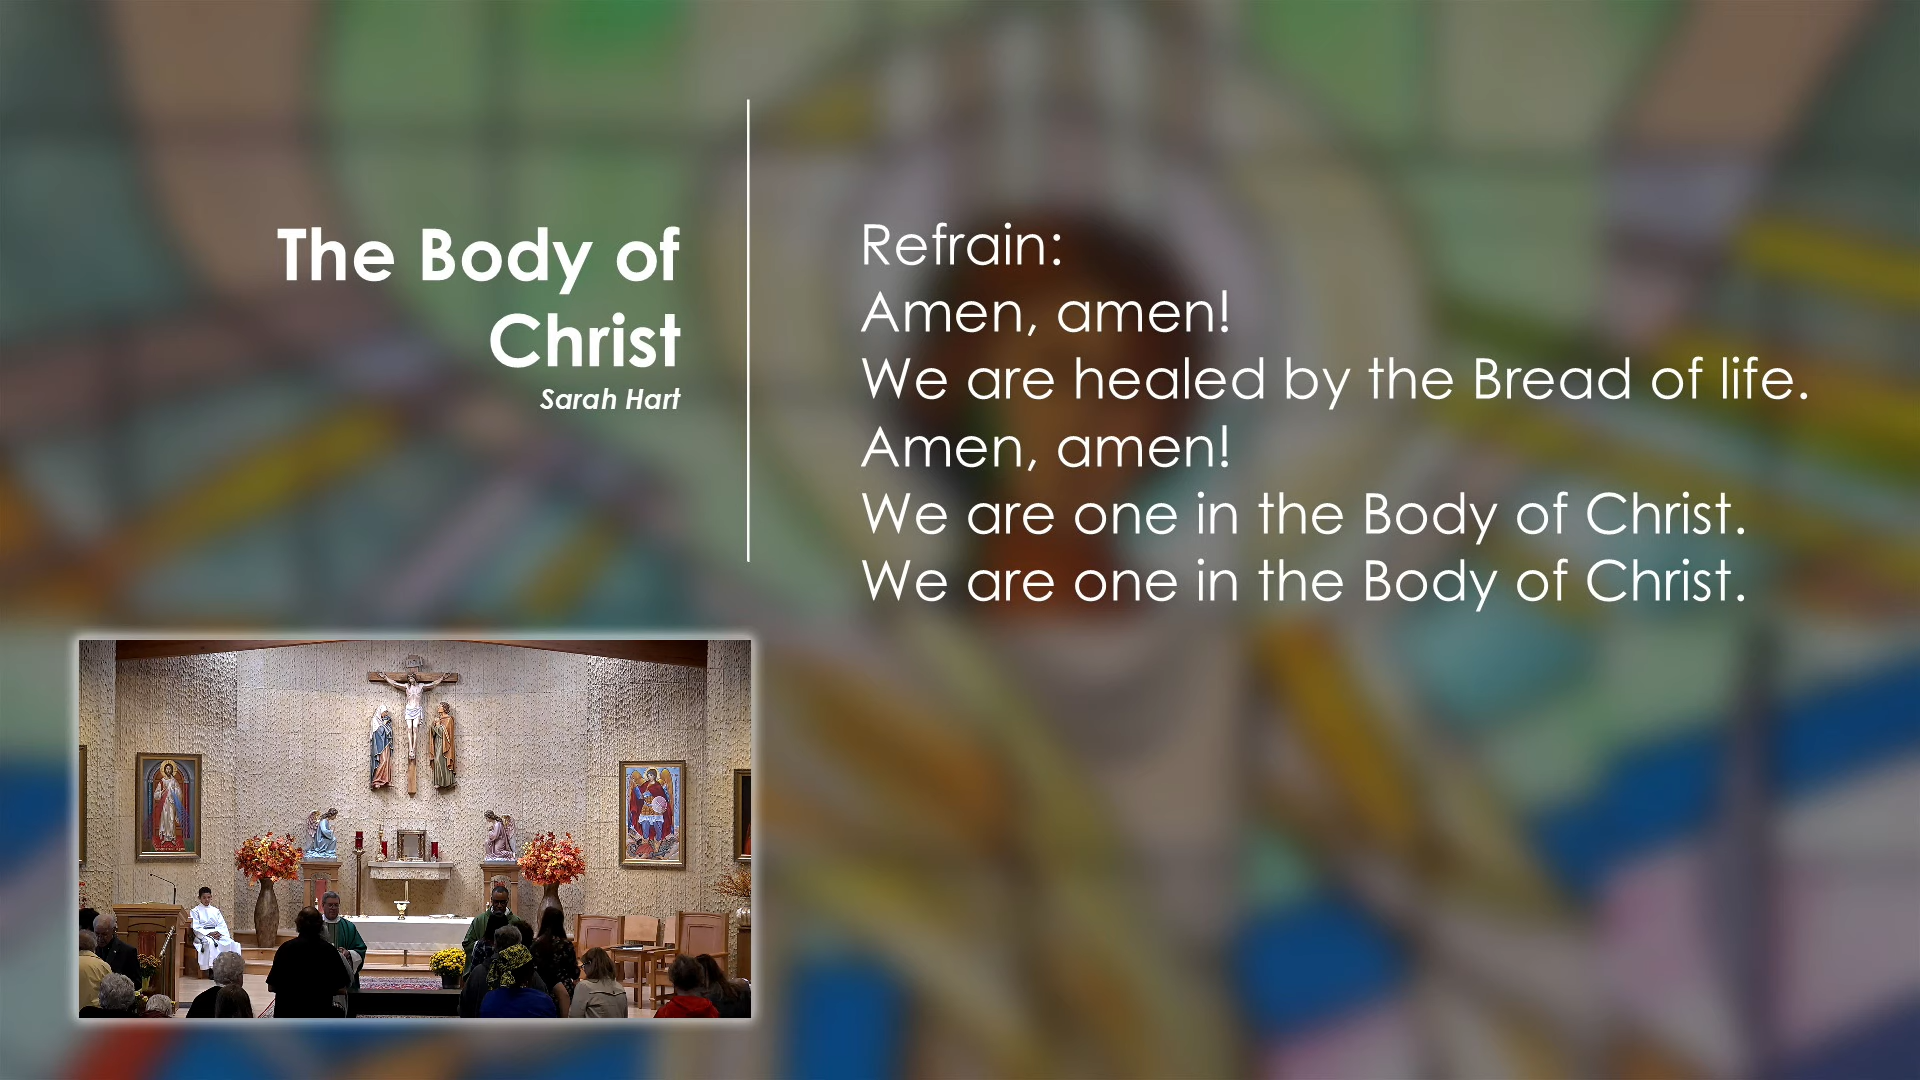 The Body of
Christ
Sarah Hart
Refrain:
Amen, amen!
We are healed by the Bread of life.
Amen, amen!
We are one in the Body of Christ.
We are one in the Body of Christ.